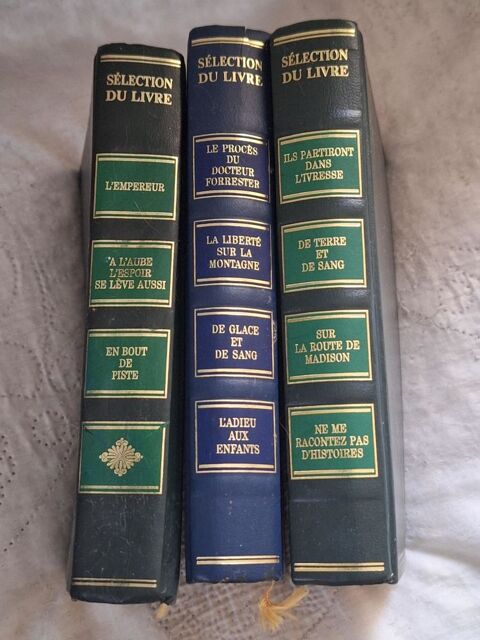 SÉLECTION
DU LIVRE
L'EMPEREUR
A L'AUBE
L'ESPOIR
SE LÈVE AUSSI
EN BOUT
DE
PISTE
SÉLECTION
DU LIVRE
LE PROCÈS
DU
DOCTEUR
FORRESTER
LA LIBERTÉ
SUR LA
MONTAGNE
DE GLACE
ET
DE SANG
L'ADIEU
AUX
ENFANTS
SÉLECTION
DU LIVRE
ILS PARTIRONT
DANS
L'IVRESSE
DE TERRE
ET
DE SANG
SUR
LA ROUTE DE
MADISON
NE ME
RACONTEZ PAS
D'HISTOIRES